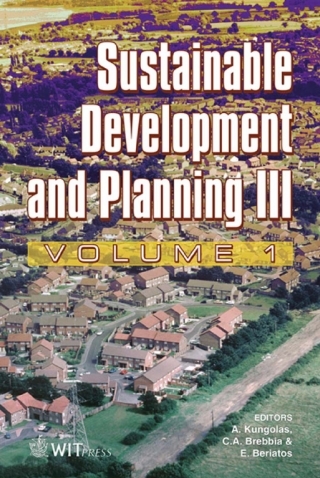 Sustainable
Development
and Planning III
VOLUME 1
EDITORS
A. Kungolas,
C.A. Brebbia &
E. Beriatos
WITPRESS